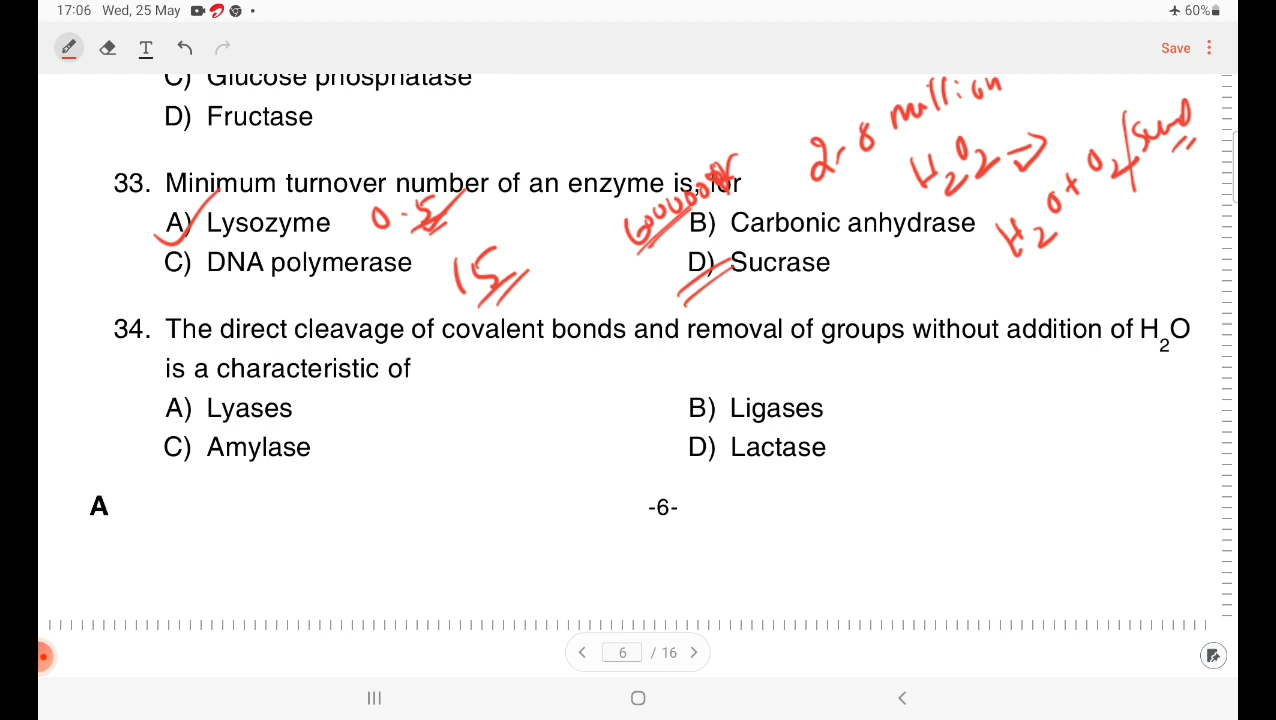 17:06 Wed, 25 May • 60%
T Save
C) Glucose phosphatase
D) Fructase
2.8 million
H2O2 ⇒
H2O + O2/Second
33. Minimum turnover number of an enzyme is, for
A) Lysozyme 0.5 600000 B) Carbonic anhydrase
C) DNA polymerase 15 D) Sucrase
34. The direct cleavage of covalent bonds and removal of groups without addition of H₂O
is a characteristic of
A) Lyases B) Ligases
C) Amylase D) Lactase
A -6-
6 / 16